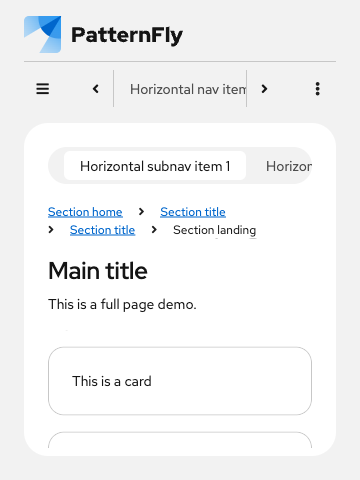 PatternFly
Horizontal nav item
Horizontal subnav item 1 Horizon
Section home Section title
Section title Section landing
Main title
This is a full page demo.
This is a card